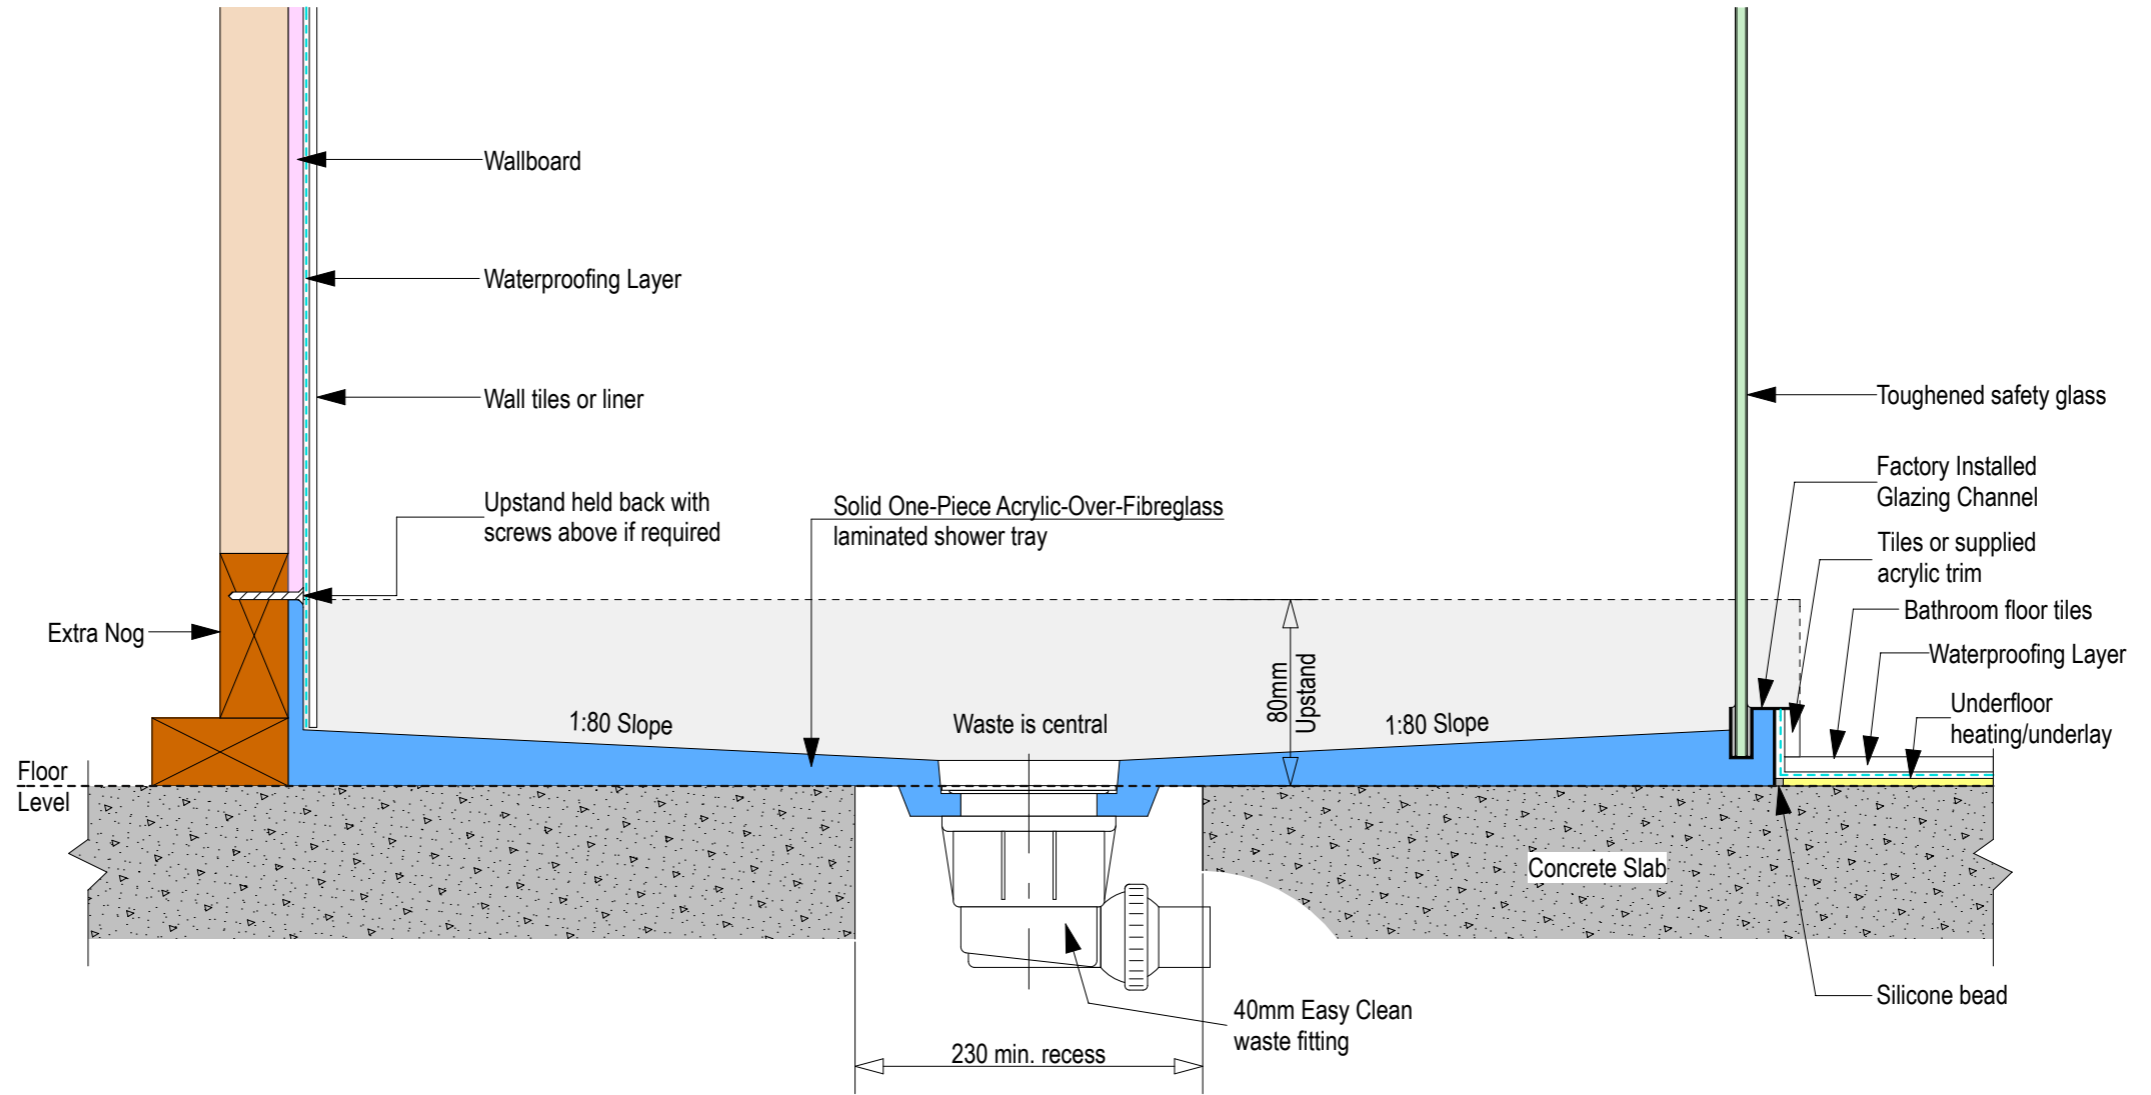 Wallboard
Waterproofing Layer
Wall tiles or liner
Toughened safety glass
Factory Installed
Glazing Channel
Upstand held back with
screws above if required
Solid One-Piece Acrylic-Over-Fibreglass
laminated shower tray
Tiles or supplied
acrylic trim
Bathroom floor tiles
Extra Nog
Waterproofing Layer
80mm
Upstand
Underfloor
heating/underlay
1:80 Slope
Waste is central
1:80 Slope
Floor
Level
Concrete Slab
Silicone bead
40mm Easy Clean
waste fitting
230 min. recess